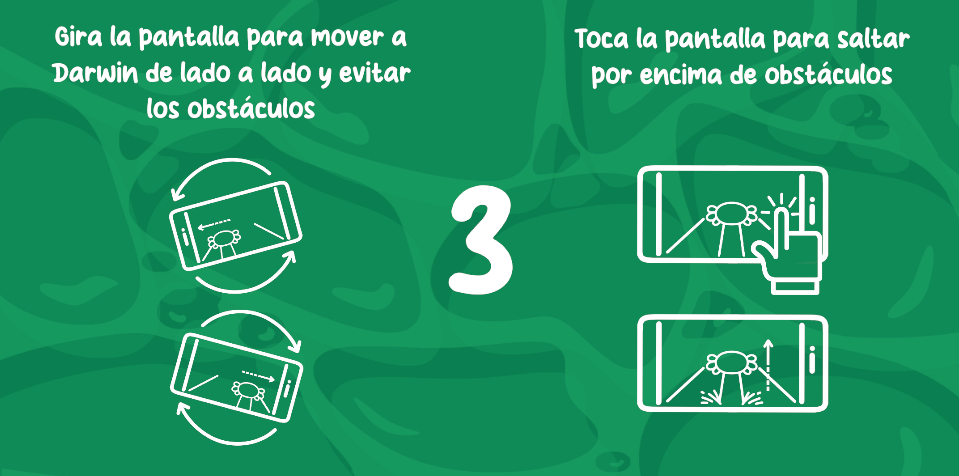 Gira la pantalla para mover a
Darwin de lado a lado y evitar
los obstáculos
Toca la pantalla para saltar
por encima de obstáculos
3